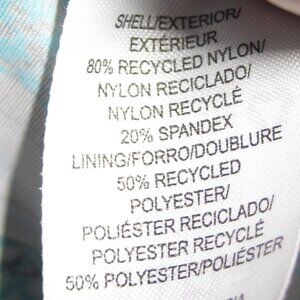 SHELL/EXTERIOR/
EXTÉRIEUR
80% RECYCLED NYLON/
NYLON RECICLADO/
NYLON RECYCLÉ
20% SPANDEX
LINING/FORRO/DOUBLURE
50% RECYCLED
POLYESTER/
POLIÉSTER RECICLADO/
POLYESTER RECYCLÉ
50% POLYESTER/POLIÉSTER